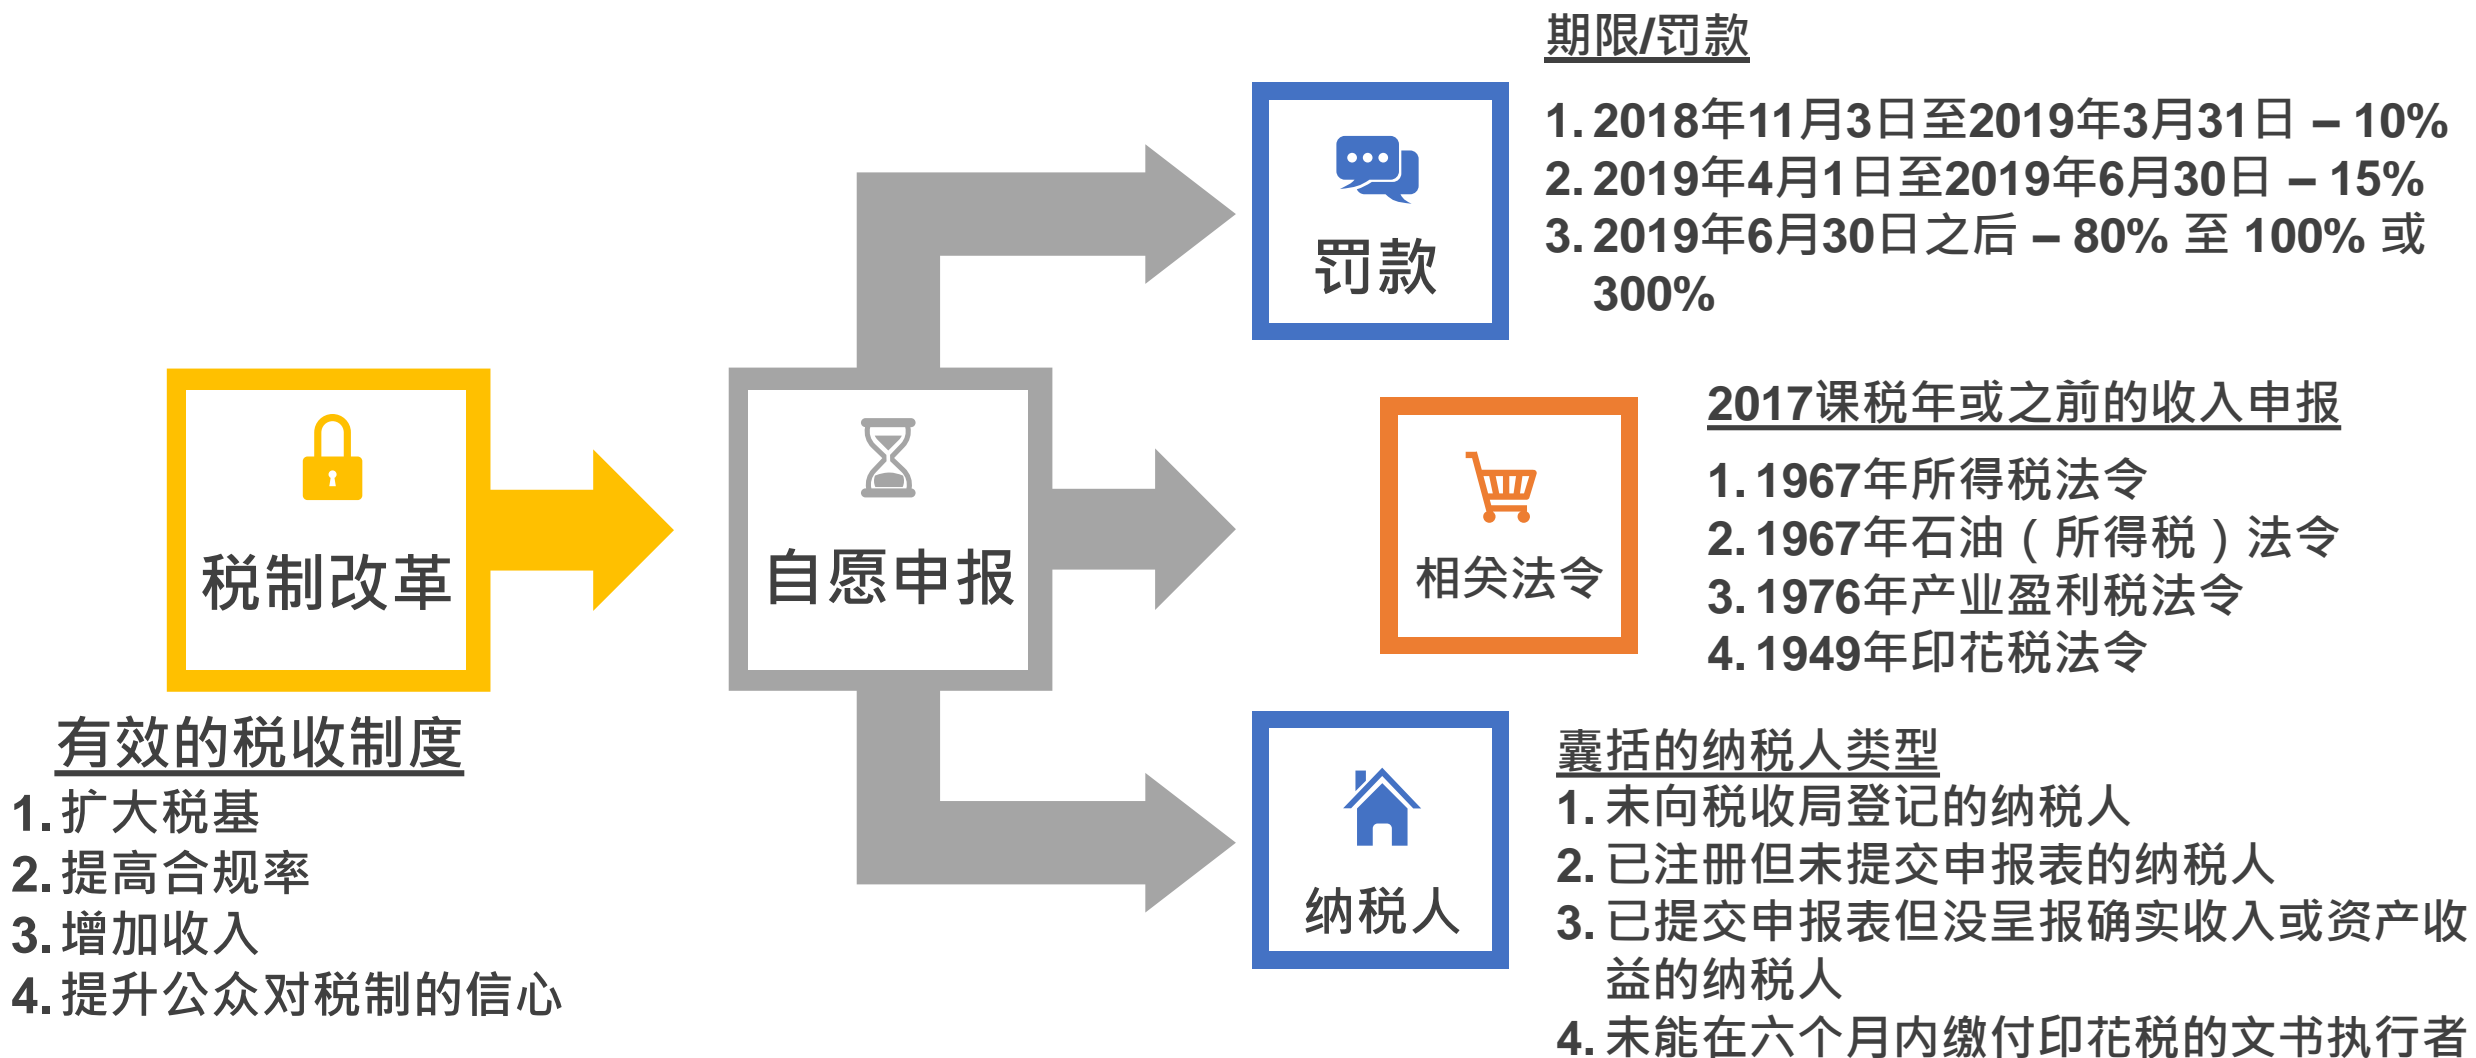 期限/罚款
1. 2018年11月3日至2019年3月31日 – 10%
2. 2019年4月1日至2019年6月30日 – 15%
3. 2019年6月30日之后 – 80% 至 100% 或
300%
罚款
税制改革
自愿申报
相关法令
2017课税年或之前的收入申报
1. 1967年所得税法令
2. 1967年石油（所得税）法令
3. 1976年产业盈利税法令
4. 1949年印花税法令
有效的税收制度
1. 扩大税基
2. 提高合规率
3. 增加收入
4. 提升公众对税制的信心
纳税人
囊括的纳税人类型
1. 未向税收局登记的纳税人
2. 已注册但未提交申报表的纳税人
3. 已提交申报表但没呈报确实收入或资产收
益的纳税人
4. 未能在六个月内缴付印花税的文书执行者